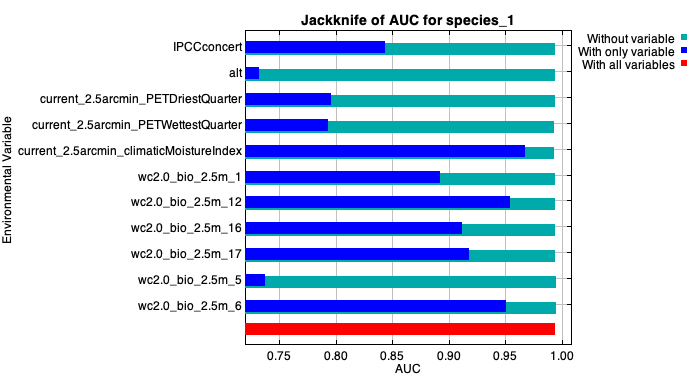 Jackknife of AUC for species_1
Without variable
With only variable
With all variables
Environmental Variable
IPCCconcert
alt
current_2.5arcmin_PETDriestQuarter
current_2.5arcmin_PETWettestQuarter
current_2.5arcmin_climaticMoistureIndex
wc2.0_bio_2.5m_1
wc2.0_bio_2.5m_12
wc2.0_bio_2.5m_16
wc2.0_bio_2.5m_17
wc2.0_bio_2.5m_5
wc2.0_bio_2.5m_6
0.75 0.80 0.85 0.90 0.95 1.00
AUC